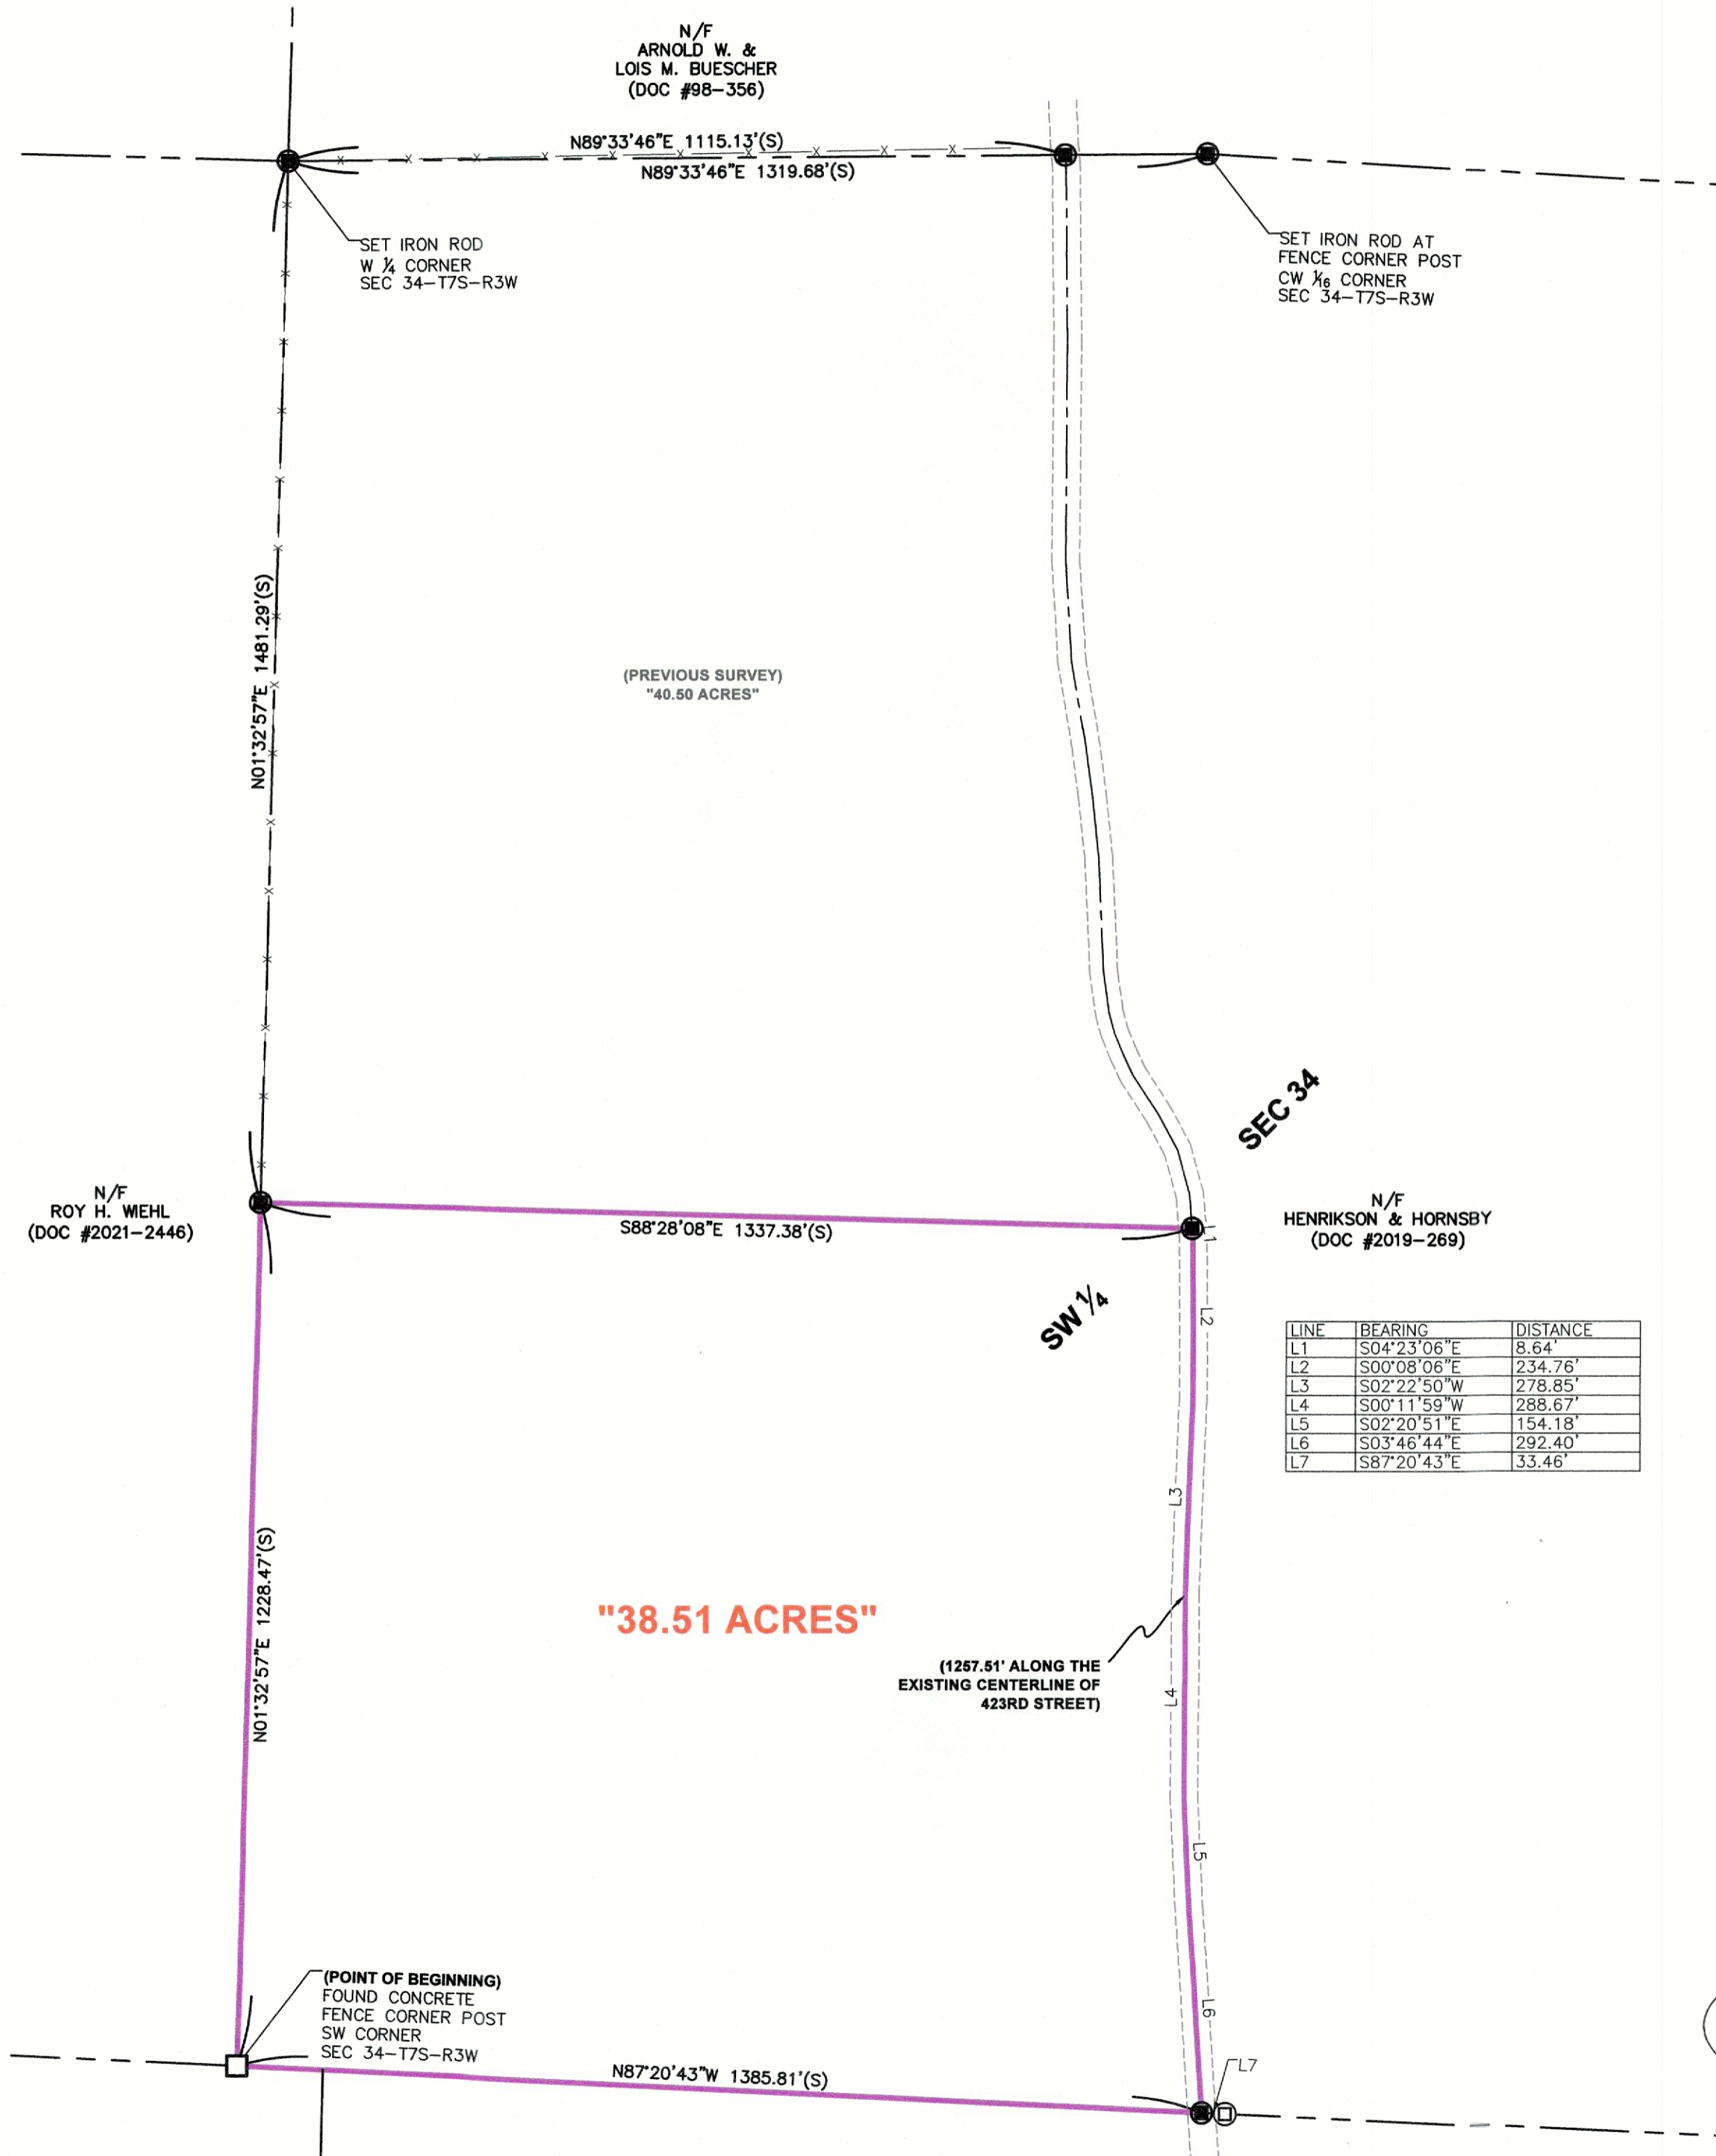 N/F
ARNOLD W. &
LOIS M. BUESCHER
(DOC #98-356)
N89°33'46"E 1115.13'(S)
N89°33'46"E 1319.68'(S)
SET IRON ROD
W ¼ CORNER
SEC 34-T7S-R3W
SET IRON ROD AT
FENCE CORNER POST
CW 1/16 CORNER
SEC 34-T7S-R3W
N01°32'57"E 1481.29'(S)
(PREVIOUS SURVEY)
"40.50 ACRES"
SEC 34
N/F
ROY H. WIEHL
(DOC #2021-2446)
S88°28'08"E 1337.38'(S)
L1
N/F
HENRIKSON & HORNSBY
(DOC #2019-269)
SW ¼
L2
LINE BEARING DISTANCE
L1 S04°23'06"E 8.64'
L2 S00°08'06"E 234.76'
L3 S02°22'50"W 278.85'
L4 S00°11'59"W 288.67'
L5 S02°20'51"E 154.18'
L6 S03°46'44"E 292.40'
L7 S87°20'43"E 33.46'
L3
N01°32'57"E 1228.47'(S)
"38.51 ACRES"
(1257.51' ALONG THE
EXISTING CENTERLINE OF
423RD STREET)
L4
L5
L6
(POINT OF BEGINNING)
FOUND CONCRETE
FENCE CORNER POST
SW CORNER
SEC 34-T7S-R3W
N87°20'43"W 1385.81'(S)
L7